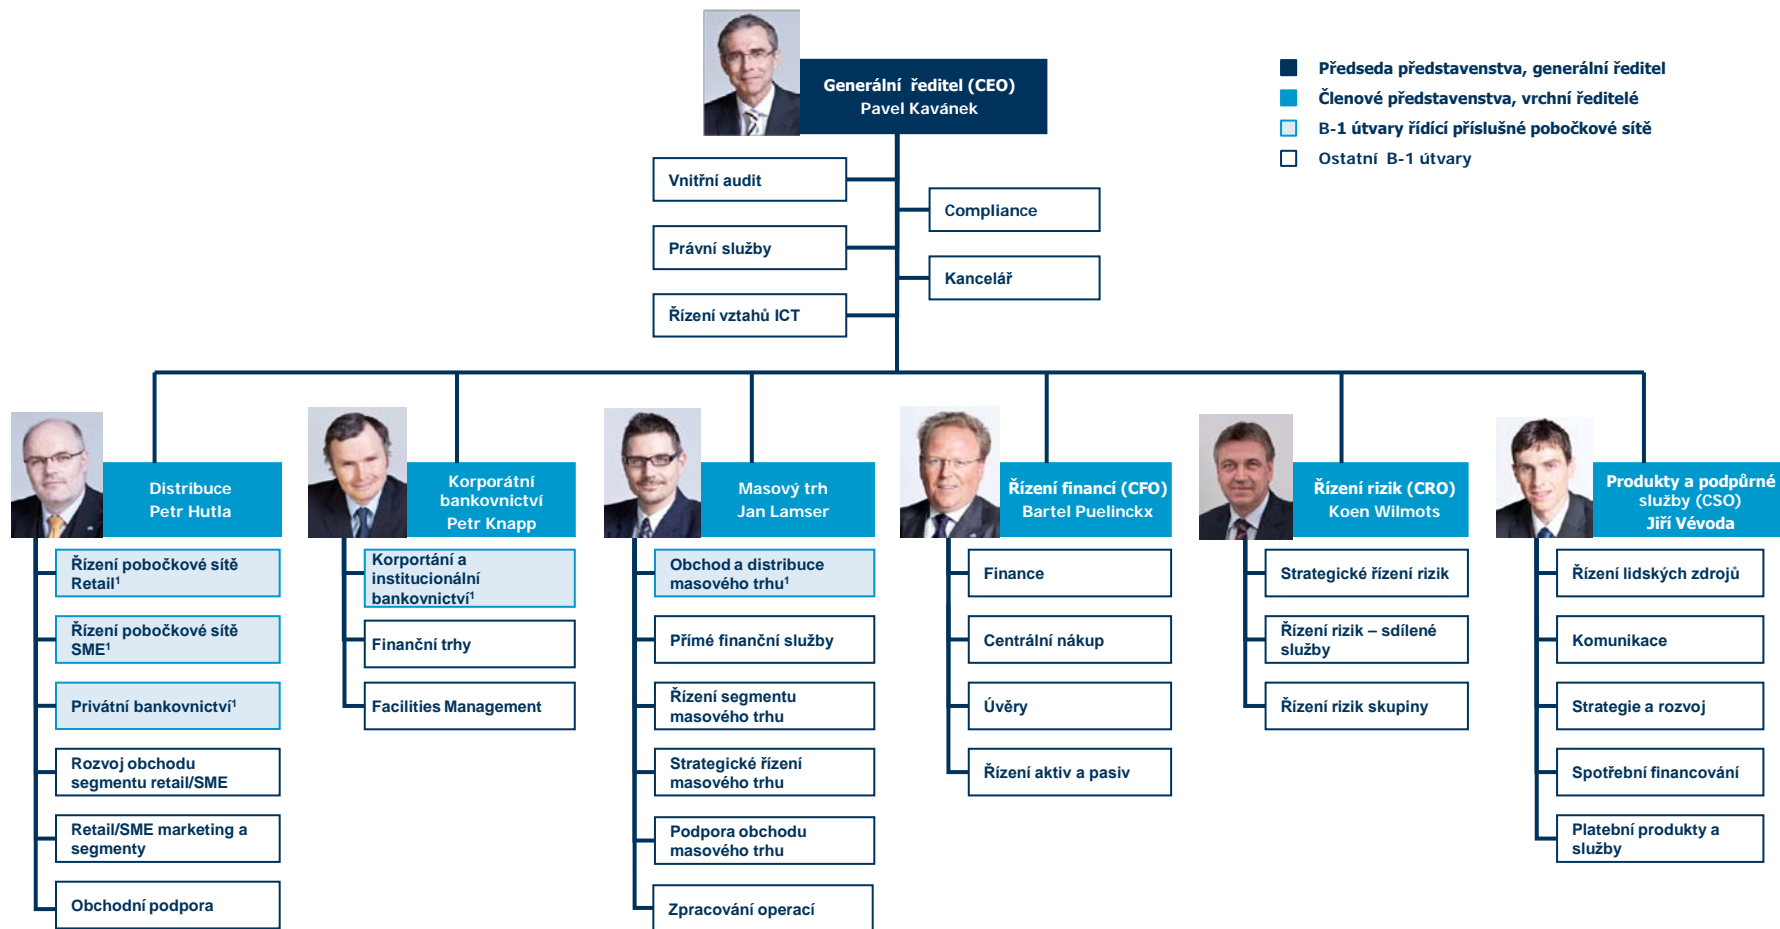 Generální ředitel (CEO)
Pavel Kavánek
Předseda představenstva, generální ředitel
Členové představenstva, vrchní ředitelé
B-1 útvary řídící příslušné pobočkové sítě
Ostatní B-1 útvary
Vnitřní audit
Compliance
Právní služby
Kancelář
Řízení vztahů ICT
Distribuce
Petr Hutla
Řízení pobočkové sítě
Retail¹
Řízení pobočkové sítě
SME¹
Privátní bankovnictví¹
Rozvoj obchodu
segmentu retail/SME
Retail/SME marketing a
segmenty
Obchodní podpora
Korporátní
bankovnictví
Petr Knapp
Korportání a
institucionální
bankovnictví¹
Finanční trhy
Facilities Management
Masový trh
Jan Lamser
Obchod a distribuce
masového trhu¹
Přímé finanční služby
Řízení segmentu
masového trhu
Strategické řízení
masového trhu
Podpora obchodu
masového trhu
Zpracování operací
Řízení financí (CFO)
Bartel Puelinckx
Finance
Centrální nákup
Úvěry
Řízení aktiv a pasiv
Řízení rizik (CRO)
Koen Wilmots
Strategické řízení rizik
Řízení rizik – sdílené
služby
Řízení rizik skupiny
Produkty a podpůrné
služby (CSO)
Jiří Vévoda
Řízení lidských zdrojů
Komunikace
Strategie a rozvoj
Spotřební financování
Platební produkty a
služby